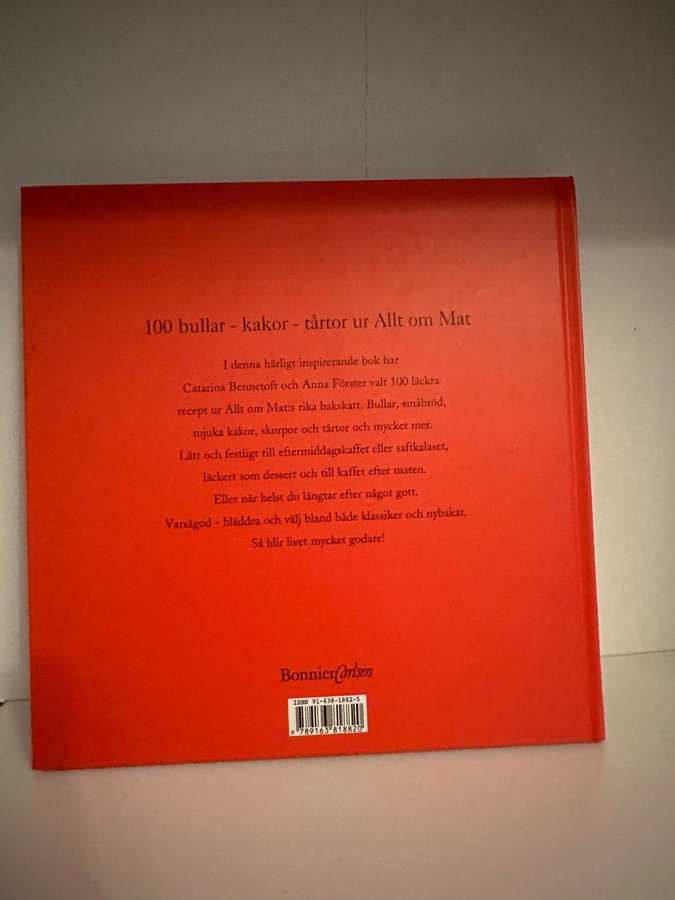 100 bullar - kakor - tårtor ur Allt om Mat
I denna härligt inspirerande bok har
Catarina Bennetoft och Anna Förster valt 100 läckra
recept ur Allt om Mat:s rika bakskatt. Bullar, småbröd,
mjuka kakor, skorpor och tårtor och mycket mer.
Lätt och festligt till eftermiddagskaffet eller saftkalaset,
läckert som dessert och till kaffet efter maten.
Eller när helst du längtar efter något gott.
Varsågod - bläddra och välj bland både klassiker och nybakat.
Så blir livet mycket godare!
BonnierCarlsen
ISBN 91-638-1882-5
9 789163 818820